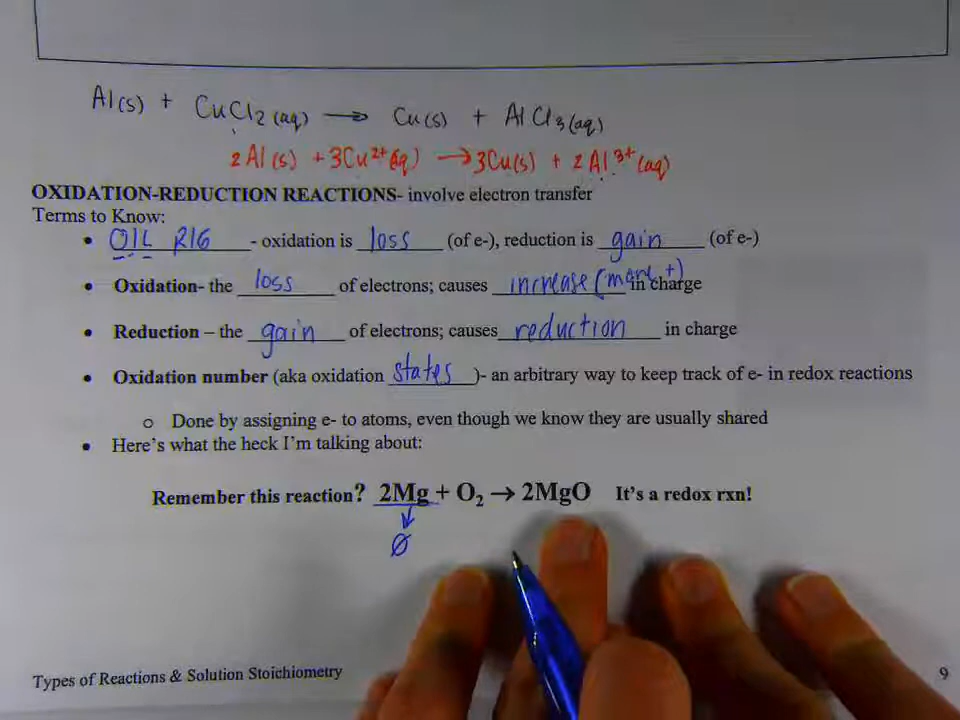 Al(s) + CuCl2(aq) → Cu(s) + AlCl3(aq)
2Al(s) + 3Cu²⁺(aq) → 3Cu(s) + 2Al³⁺(aq)
OXIDATION-REDUCTION REACTIONS- involve electron transfer
Terms to Know:
• OIL RIG - oxidation is loss (of e-), reduction is gain (of e-)
• Oxidation- the loss of electrons; causes increase (more +) in charge
• Reduction – the gain of electrons; causes reduction in charge
• Oxidation number (aka oxidation states)- an arbitrary way to keep track of e- in redox reactions
o Done by assigning e- to atoms, even though we know they are usually shared
• Here's what the heck I'm talking about:
Remember this reaction? 2Mg + O₂ → 2MgO It's a redox rxn!
↓
Ø
Types of Reactions & Solution Stoichiometry 9